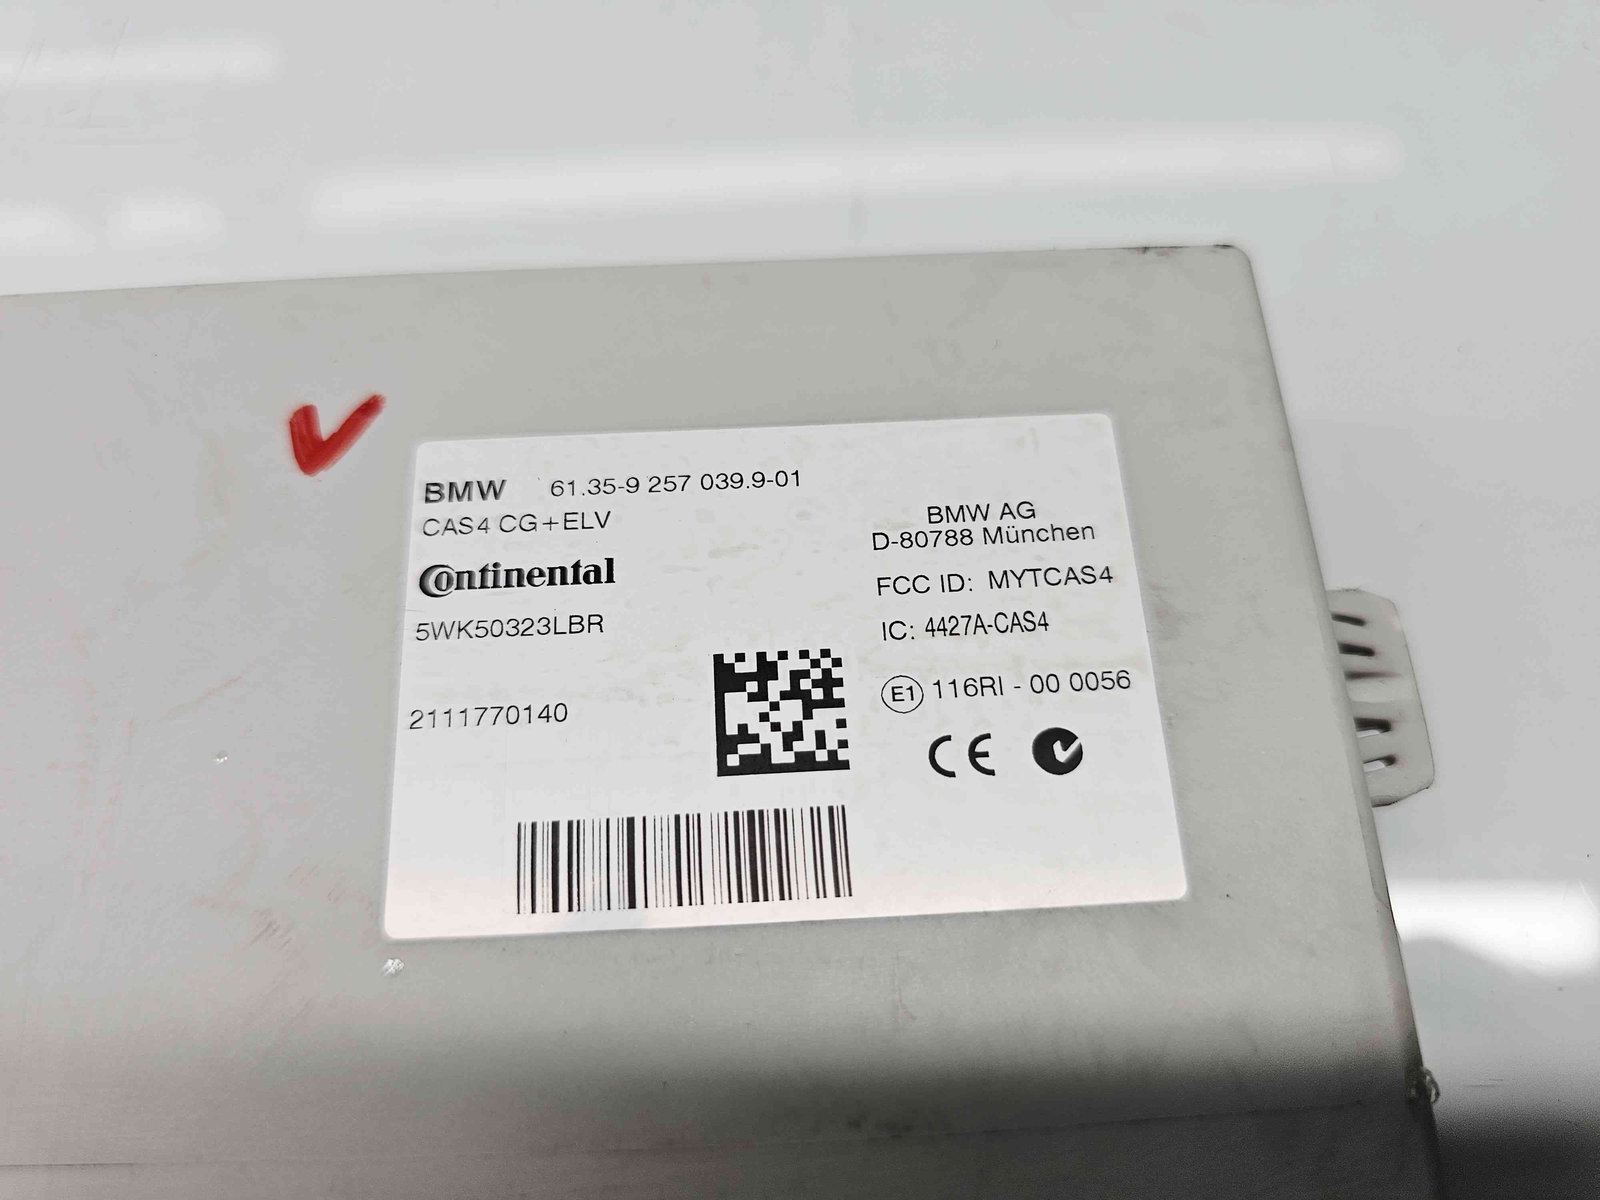 BMW 61.35-9 257 039.9-01
CAS4 CG+ELV
Continental
5WK50323LBR
2111770140
BMW AG
D-80788 München
FCC ID: MYTCAS4
IC: 4427A-CAS4
E1 116RI - 00 0056
CE